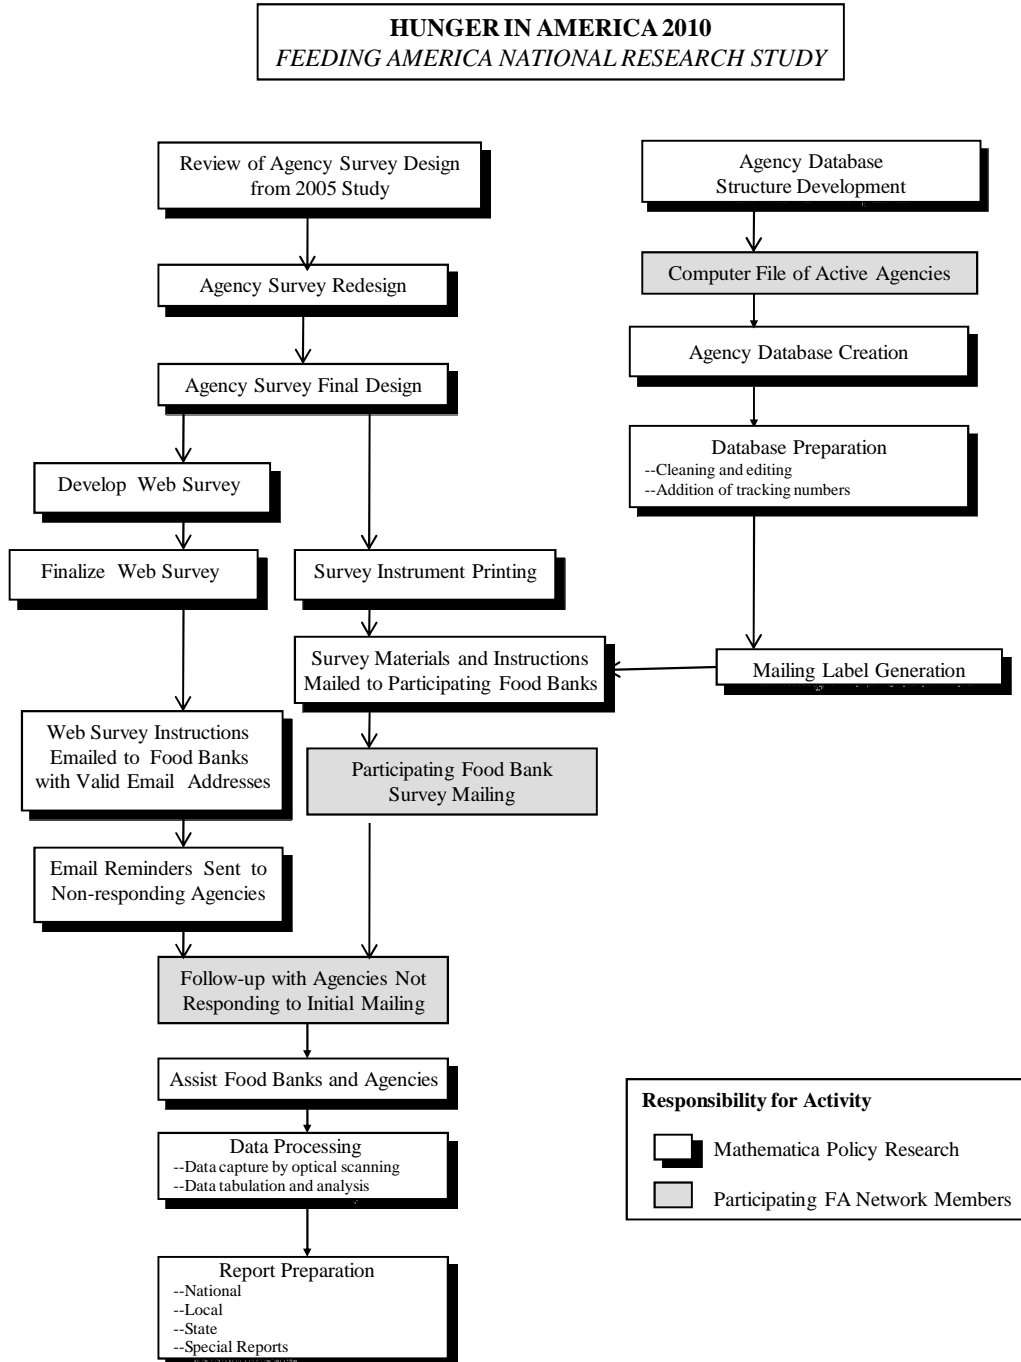 HUNGER IN AMERICA 2010
FEEDING AMERICA NATIONAL RESEARCH STUDY
Review of Agency Survey Design
from 2005 Study
Agency Survey Redesign
Agency Survey Final Design
Develop Web Survey
Finalize Web Survey
Web Survey Instructions
Emailed to Food Banks
with Valid Email Addresses
Email Reminders Sent to
Non-responding Agencies
Survey Instrument Printing
Survey Materials and Instructions
Mailed to Participating Food Banks
Participating Food Bank
Survey Mailing
Agency Database
Structure Development
Computer File of Active Agencies
Agency Database Creation
Database Preparation
--Cleaning and editing
--Addition of tracking numbers
Mailing Label Generation
Follow-up with Agencies Not
Responding to Initial Mailing
Assist Food Banks and Agencies
Data Processing
--Data capture by optical scanning
--Data tabulation and analysis
Report Preparation
--National
--Local
--State
--Special Reports
Responsibility for Activity
Mathematica Policy Research
Participating FA Network Members